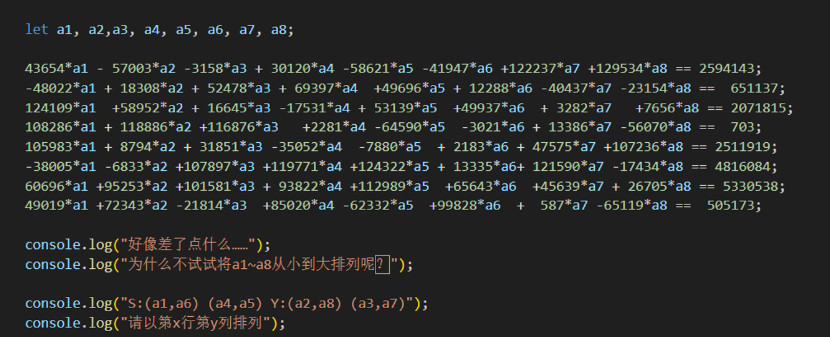 let a1, a2,a3, a4, a5, a6, a7, a8;
43654*a1 - 57003*a2 -3158*a3 + 30120*a4 -58621*a5 -41947*a6 +122237*a7 +129534*a8 == 2594143;
-48022*a1 + 18308*a2 + 52478*a3 + 69397*a4 +49696*a5 + 12288*a6 -40437*a7 -23154*a8 == 651137;
124109*a1 +58952*a2 + 16645*a3 -17531*a4 + 53139*a5 +49937*a6 + 3282*a7 +7656*a8 == 2071815;
108286*a1 + 118886*a2 +116876*a3 +2281*a4 -64590*a5 -3021*a6 + 13386*a7 -56070*a8 == 703;
105983*a1 + 8794*a2 + 31851*a3 -35052*a4 -7880*a5 + 2183*a6 + 47575*a7 +107236*a8 == 2511919;
-38005*a1 -6833*a2 +107897*a3 +119771*a4 +124322*a5 + 13335*a6+ 121590*a7 -17434*a8 == 4816084;
60696*a1 +95253*a2 +101581*a3 + 93822*a4 +112989*a5 +65643*a6 +45639*a7 + 26705*a8 == 5330538;
49019*a1 +72343*a2 -21814*a3 +85020*a4 -62332*a5 +99828*a6 + 587*a7 -65119*a8 == 505173;
console.log("好像差了点什么……");
console.log("为什么不试试将a1~a8从小到大排列呢？");
console.log("S:(a1,a6) (a4,a5) Y:(a2,a8) (a3,a7)");
console.log("请以第x行第y列排列");